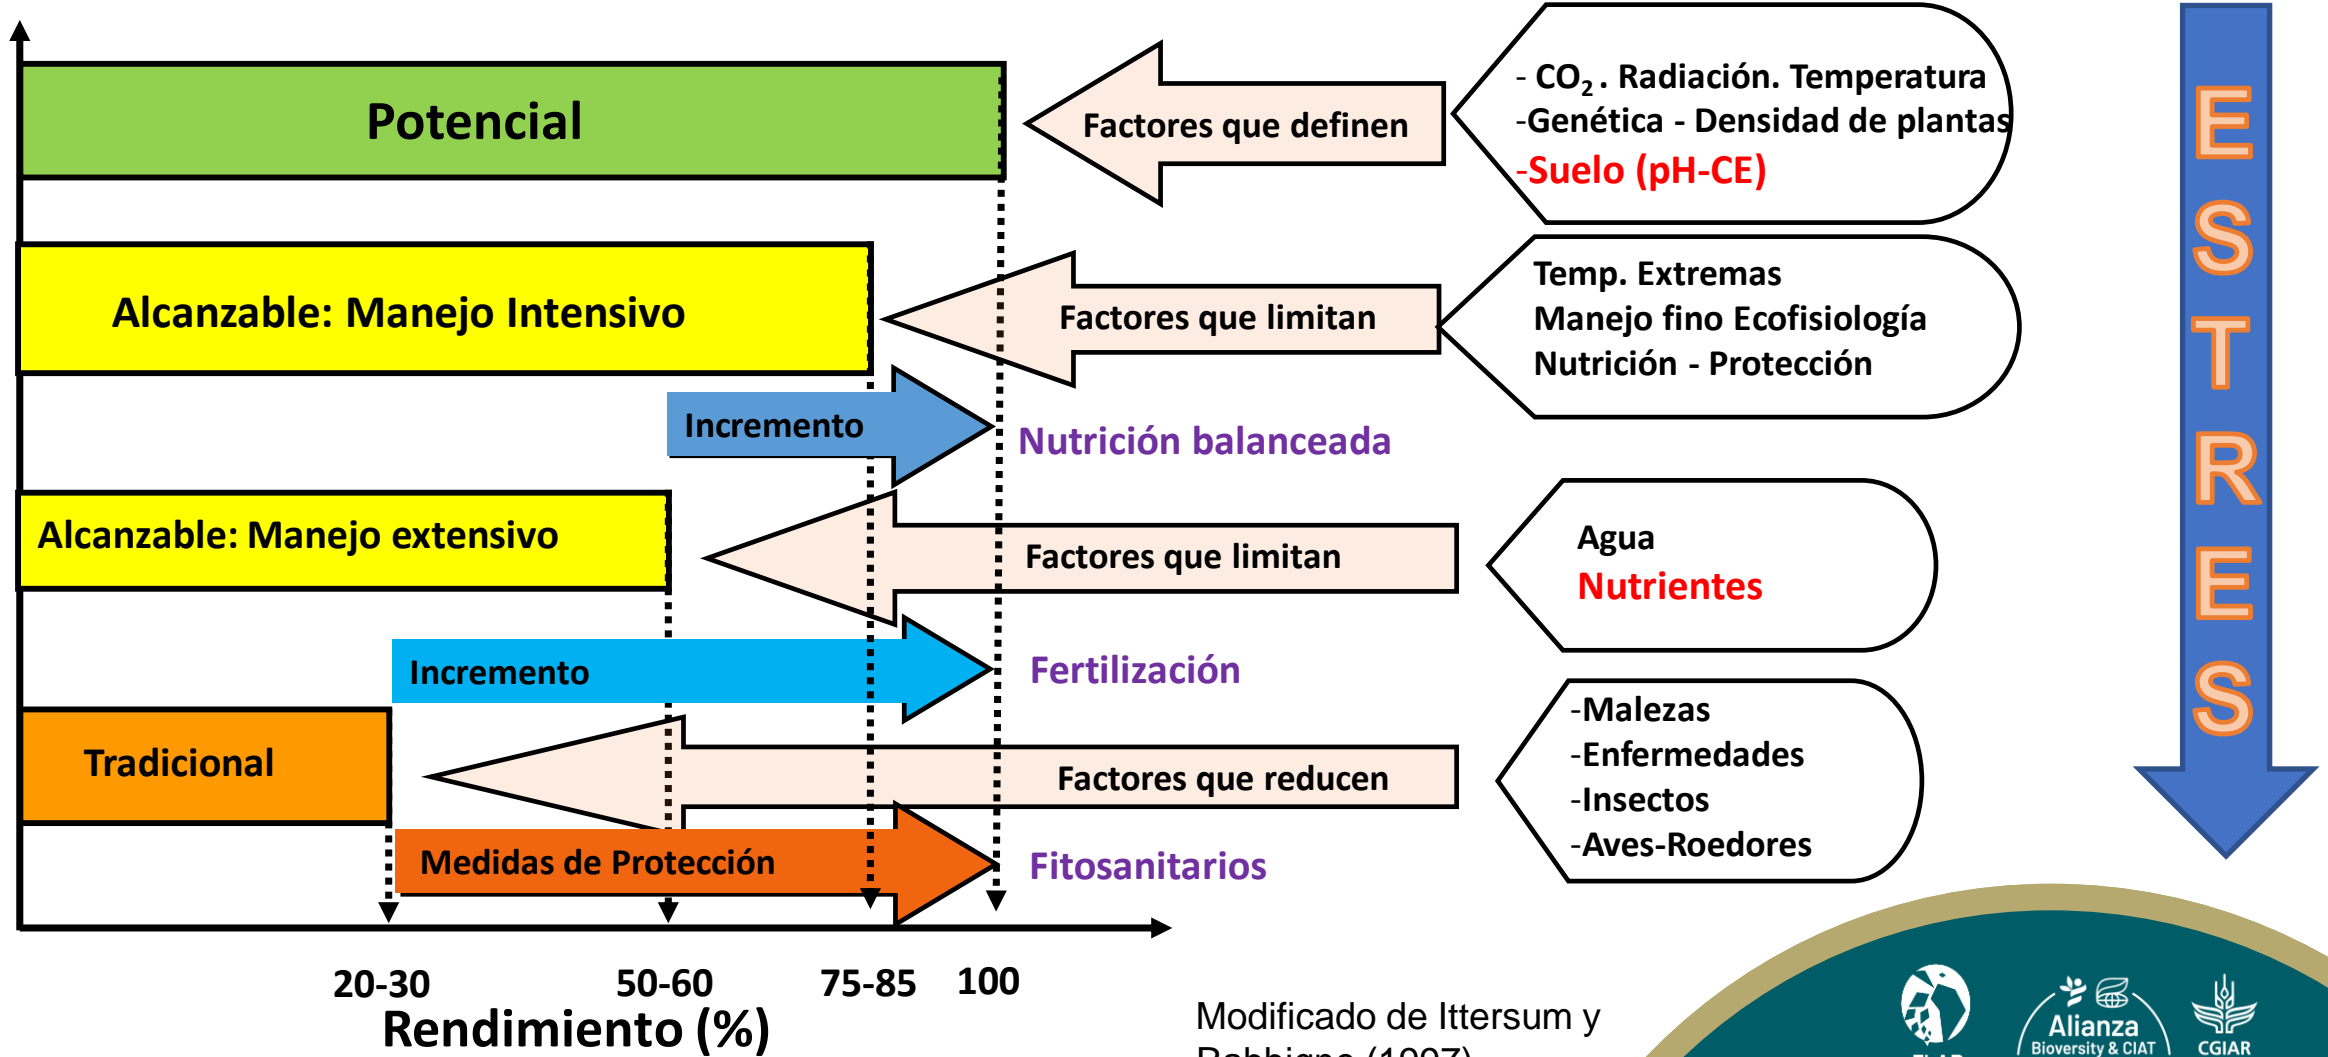 Potencial
Factores que definen
- CO₂ . Radiación. Temperatura
-Genética - Densidad de plantas
-Suelo (pH-CE)
Alcanzable: Manejo Intensivo
Factores que limitan
Temp. Extremas
Manejo fino Ecofisiología
Nutrición - Protección
Incremento
Nutrición balanceada
Alcanzable: Manejo extensivo
Factores que limitan
Agua
Nutrientes
Incremento
Fertilización
Tradicional
Factores que reducen
-Malezas
-Enfermedades
-Insectos
-Aves-Roedores
Medidas de Protección
Fitosanitarios
20-30 50-60 75-85 100
Rendimiento (%)
ESTRES
Modificado de Ittersum y
Alianza
Bioversity & CIAT
CGIAR